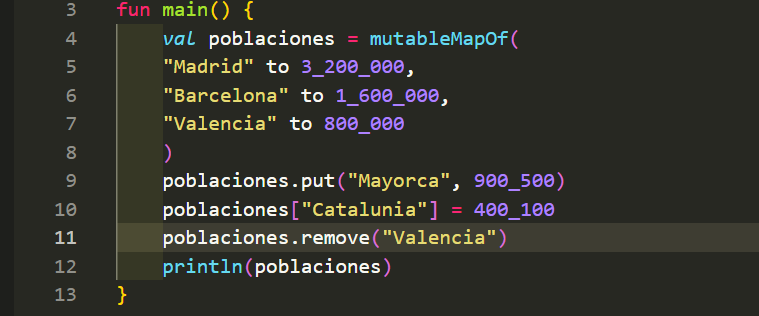 3 fun main() {
4 val poblaciones = mutableMapOf(
5 "Madrid" to 3_200_000,
6 "Barcelona" to 1_600_000,
7 "Valencia" to 800_000
8 )
9 poblaciones.put("Mayorca", 900_500)
10 poblaciones["Catalunia"] = 400_100
11 poblaciones.remove("Valencia")
12 println(poblaciones)
13 }